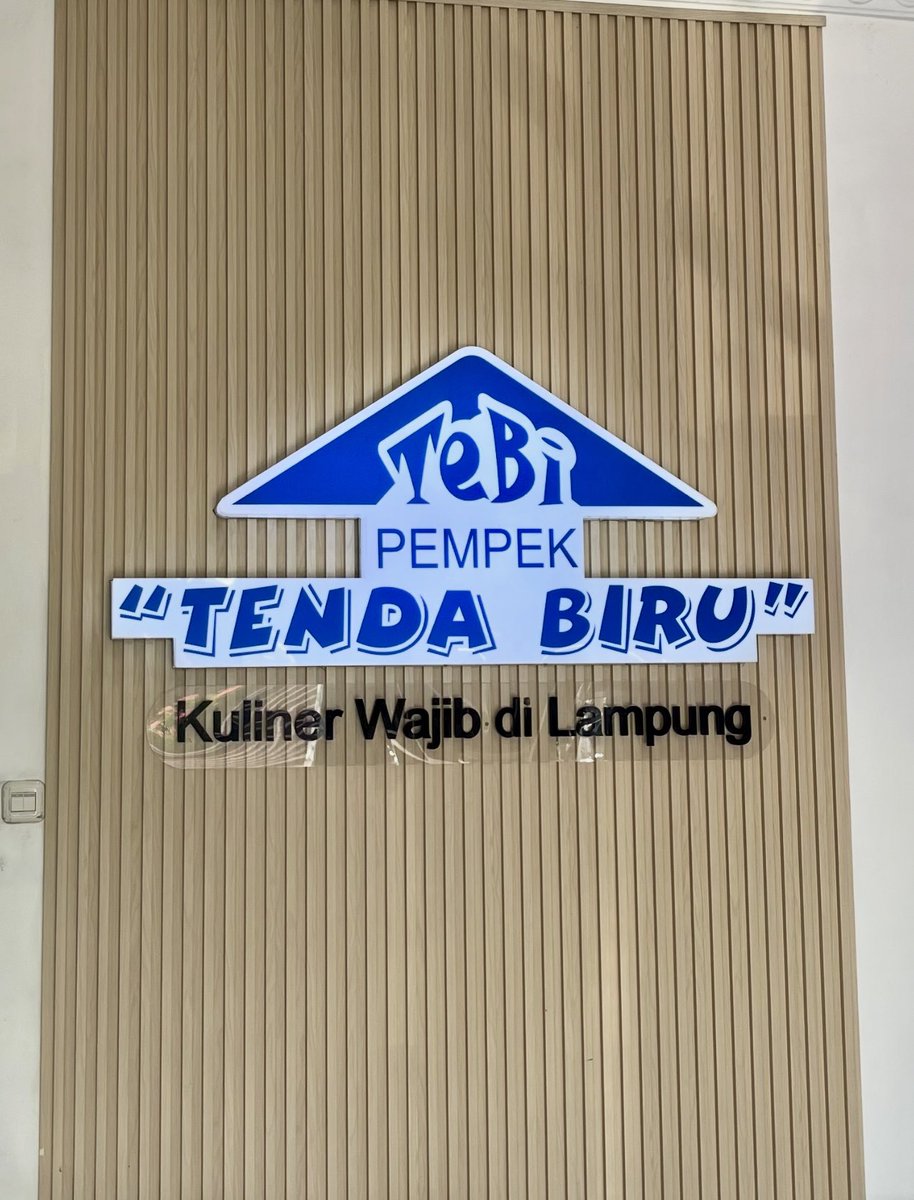 TeBi
PEMPEK
"TENDA BIRU"
Kuliner Wajib di Lampung